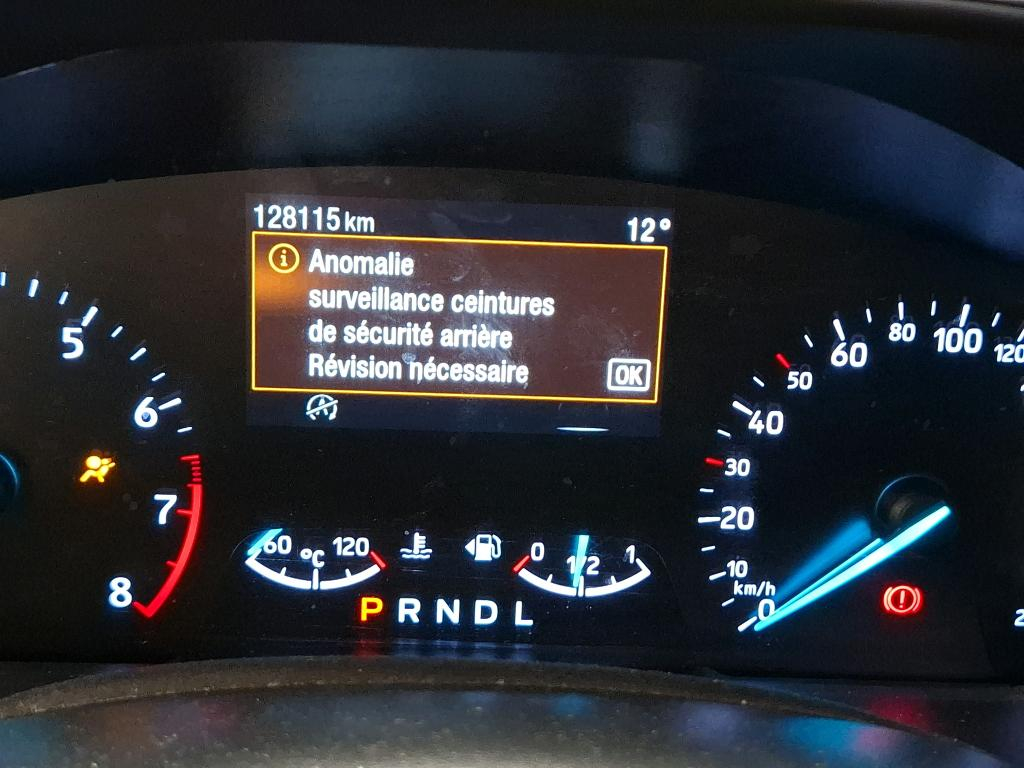 128115 km 12°
Anomalie
surveillance ceintures
de sécurité arrière
Révision nécessaire
OK
5
6
7
8
60 °C 120
0 1/2 1
P R N D L
0
10
20
30
40
50
60
80
100
120
km/h